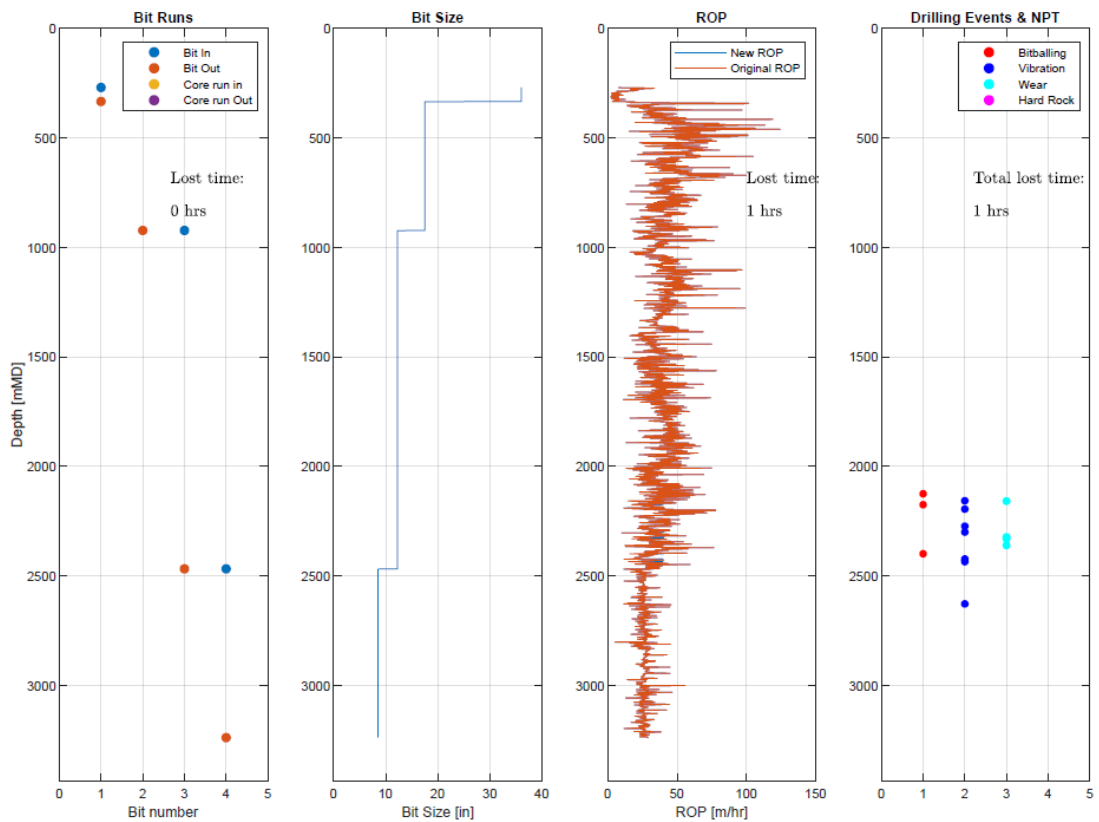 Bit Runs
Bit In
Bit Out
Core run in
Core run Out
Lost time:
0 hrs
0
500
1000
1500
2000
2500
3000
Depth [mMD]
0 1 2 3 4 5
Bit number
Bit Size
0
500
1000
1500
2000
2500
3000
0 10 20 30 40
Bit Size [in]
ROP
New ROP
Original ROP
Lost time:
1 hrs
0
500
1000
1500
2000
2500
3000
0 50 100 150
ROP [m/hr]
Drilling Events & NPT
Bitballing
Vibration
Wear
Hard Rock
Total lost time:
1 hrs
0
500
1000
1500
2000
2500
3000
0 1 2 3 4 5